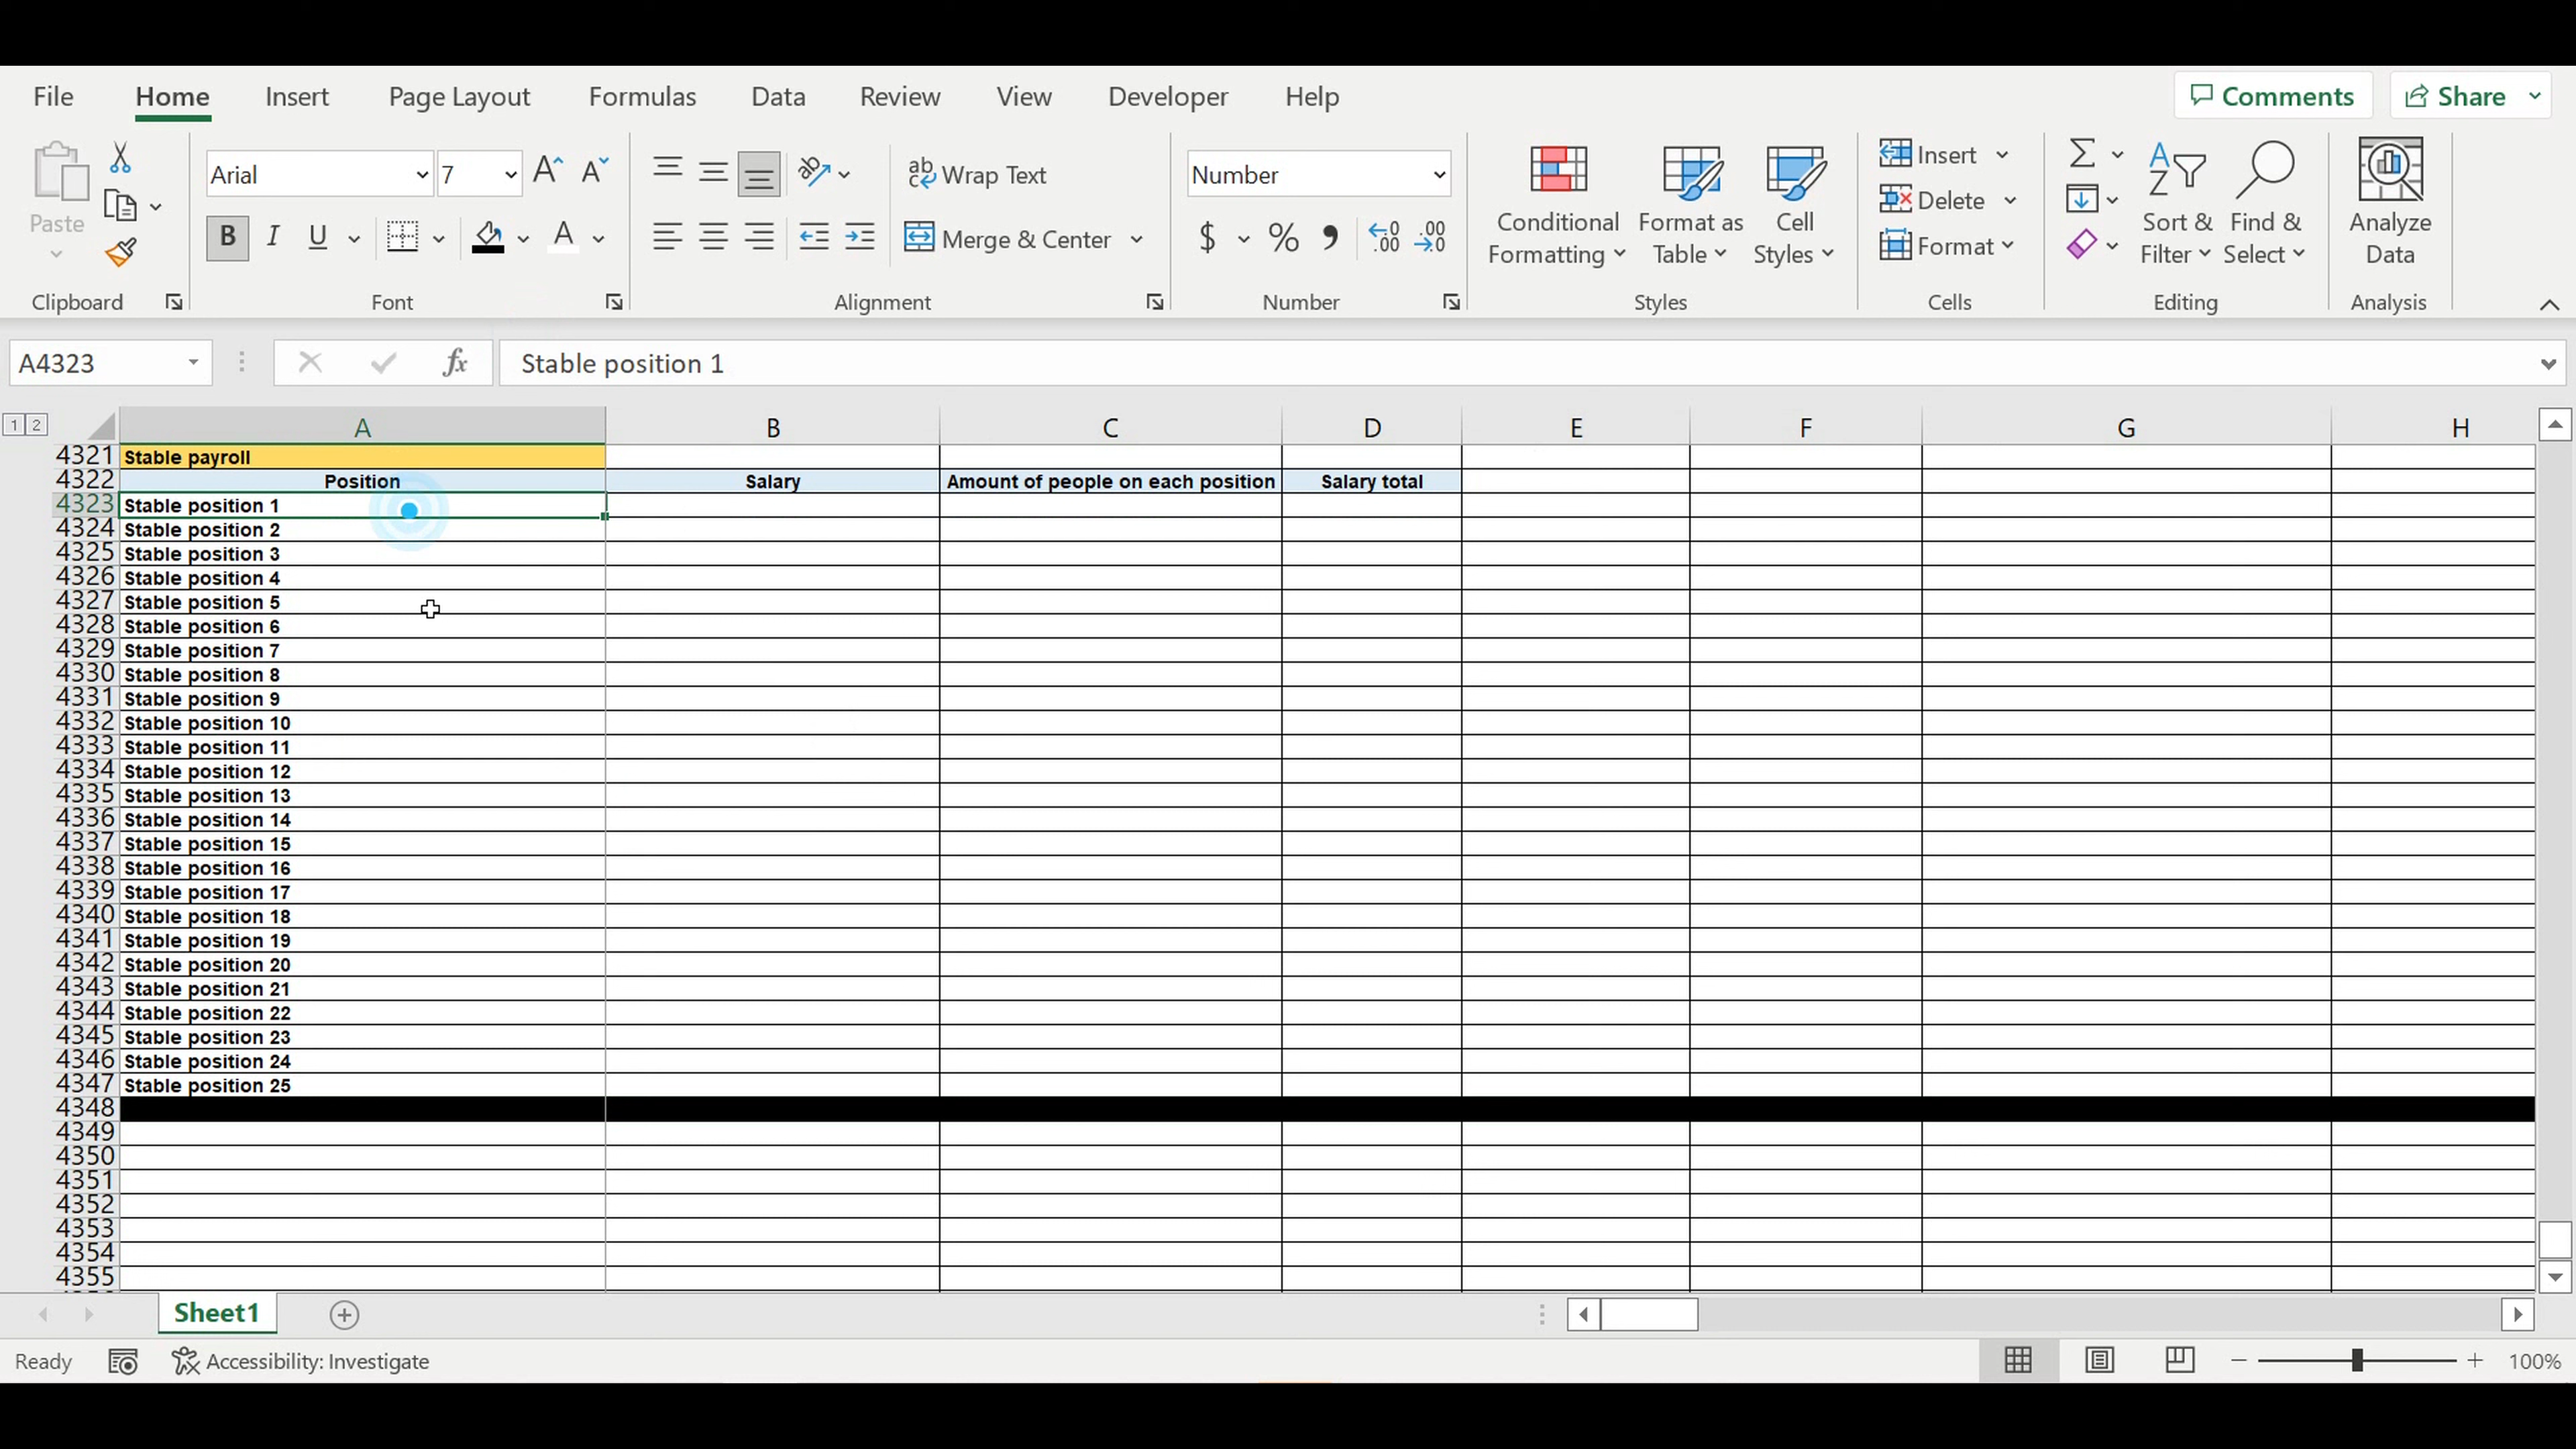 File Home Insert Page Layout Formulas Data Review View Developer Help Comments Share
Paste
Clipboard
Arial 7
B I U A
Font
Wrap Text
Merge & Center
Alignment
Number
$ % , .00 .00
Number
Conditional Formatting
Format as Table
Cell Styles
Styles
Insert
Delete
Format
Cells
Sort & Filter
Find & Select
Editing
Analyze Data
Analysis
A4323 fx Stable position 1
1 2 A B C D E F G H
4321 Stable payroll
4322 Position Salary Amount of people on each position Salary total
4323 Stable position 1
4324 Stable position 2
4325 Stable position 3
4326 Stable position 4
4327 Stable position 5
4328 Stable position 6
4329 Stable position 7
4330 Stable position 8
4331 Stable position 9
4332 Stable position 10
4333 Stable position 11
4334 Stable position 12
4335 Stable position 13
4336 Stable position 14
4337 Stable position 15
4338 Stable position 16
4339 Stable position 17
4340 Stable position 18
4341 Stable position 19
4342 Stable position 20
4343 Stable position 21
4344 Stable position 22
4345 Stable position 23
4346 Stable position 24
4347 Stable position 25
4348
4349
4350
4351
4352
4353
4354
4355
Sheet1
Ready Accessibility: Investigate 100%